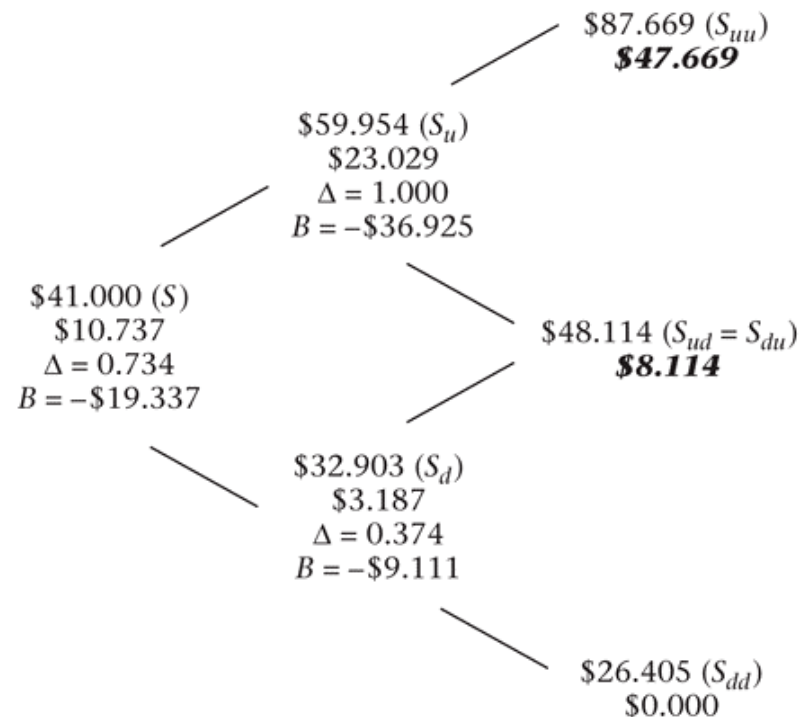 $87.669 (Suu)
$47.669
$59.954 (Su)
$23.029
Δ = 1.000
B = –$36.925
$41.000 (S)
$10.737
Δ = 0.734
B = –$19.337
$48.114 (Sud = Sdu)
$8.114
$32.903 (Sd)
$3.187
Δ = 0.374
B = –$9.111
$26.405 (Sdd)
$0.000